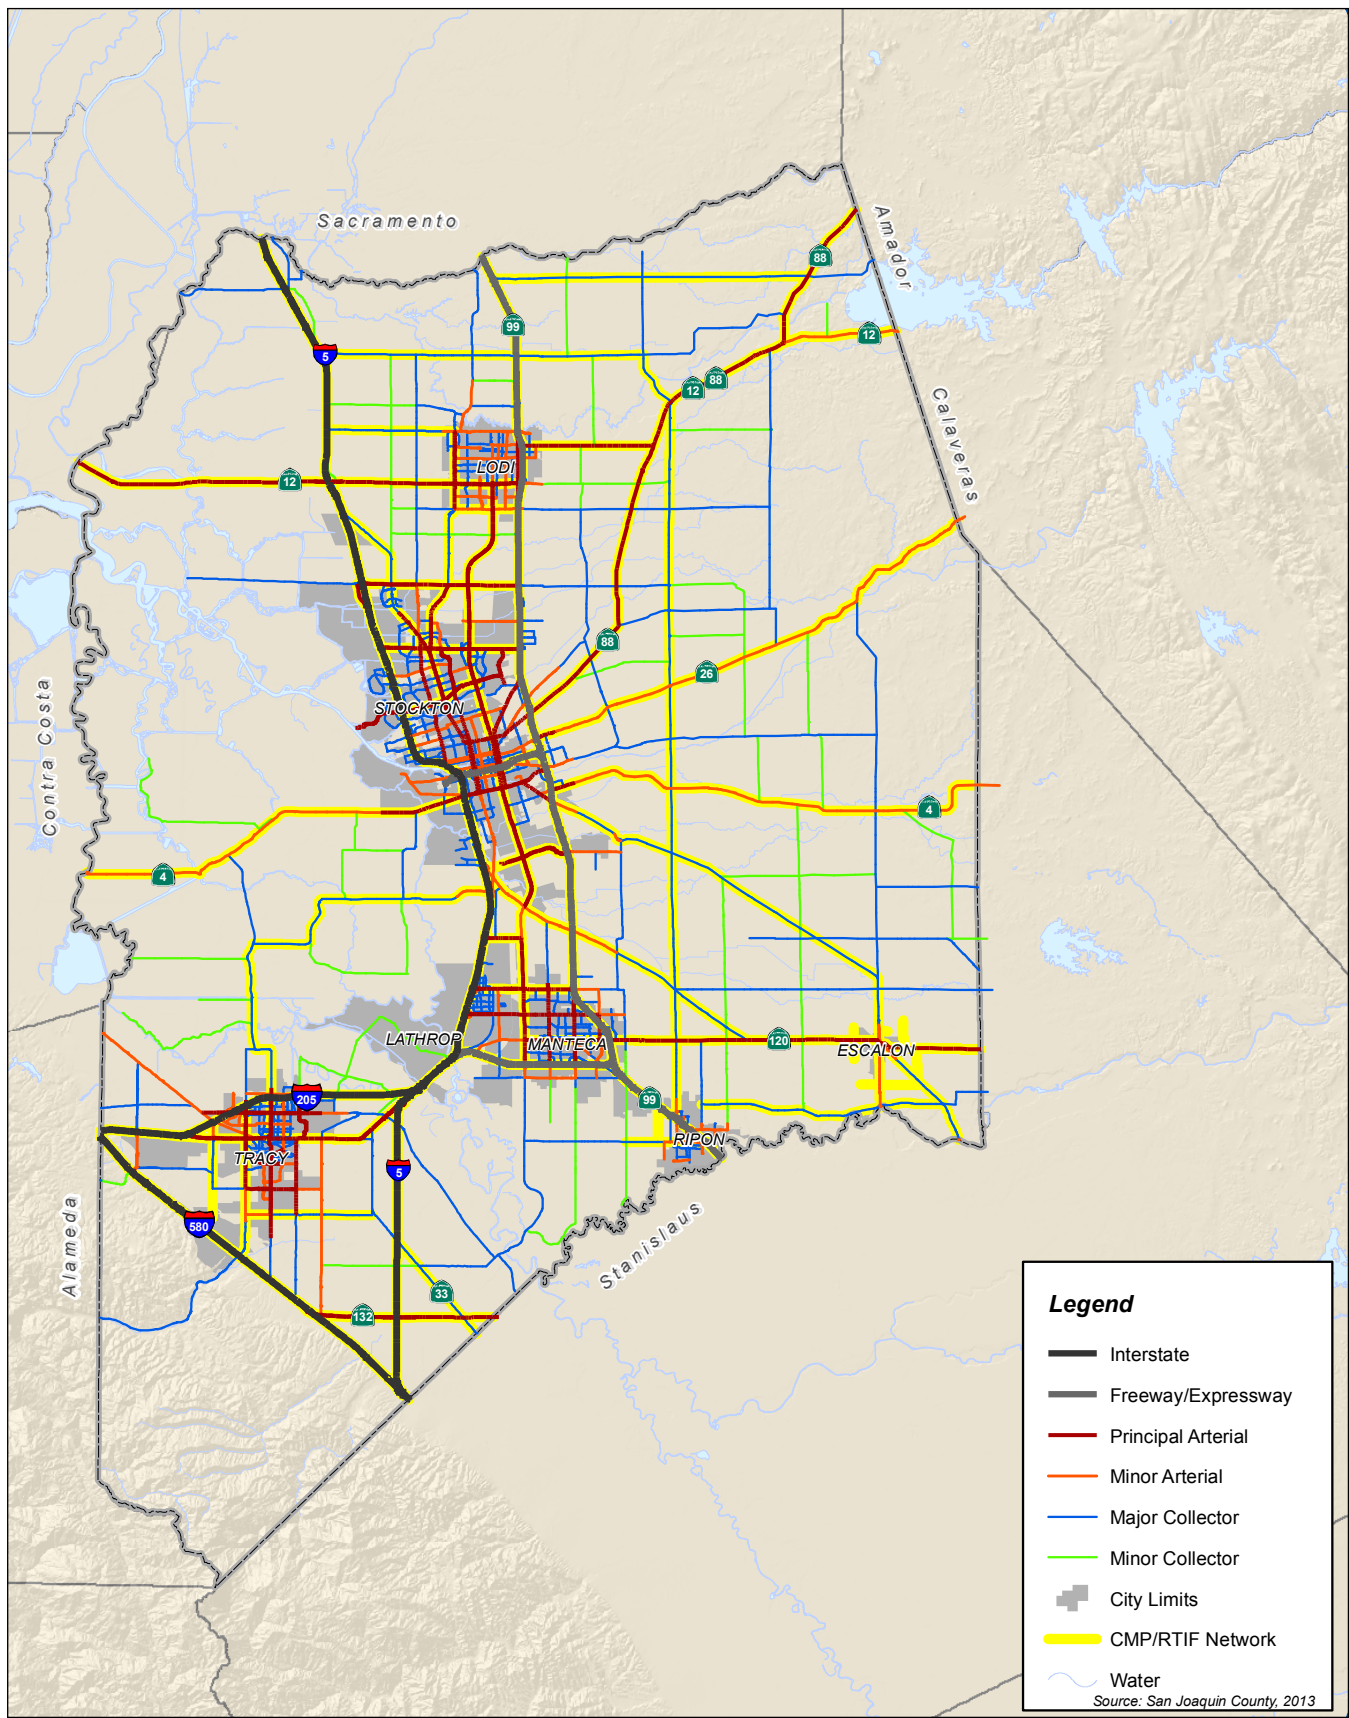 Sacramento
Amador
88
99
12
5
88
12
Calaveras
LODI
12
88
26
Contra Costa
STOCKTON
4
4
LATHROP
MANTECA
120
ESCALON
205
99
RIPON
TRACY
5
Alameda
580
Stanislaus
33
132
Legend
Interstate
Freeway/Expressway
Principal Arterial
Minor Arterial
Major Collector
Minor Collector
City Limits
CMP/RTIF Network
Water
Source: San Joaquin County, 2013